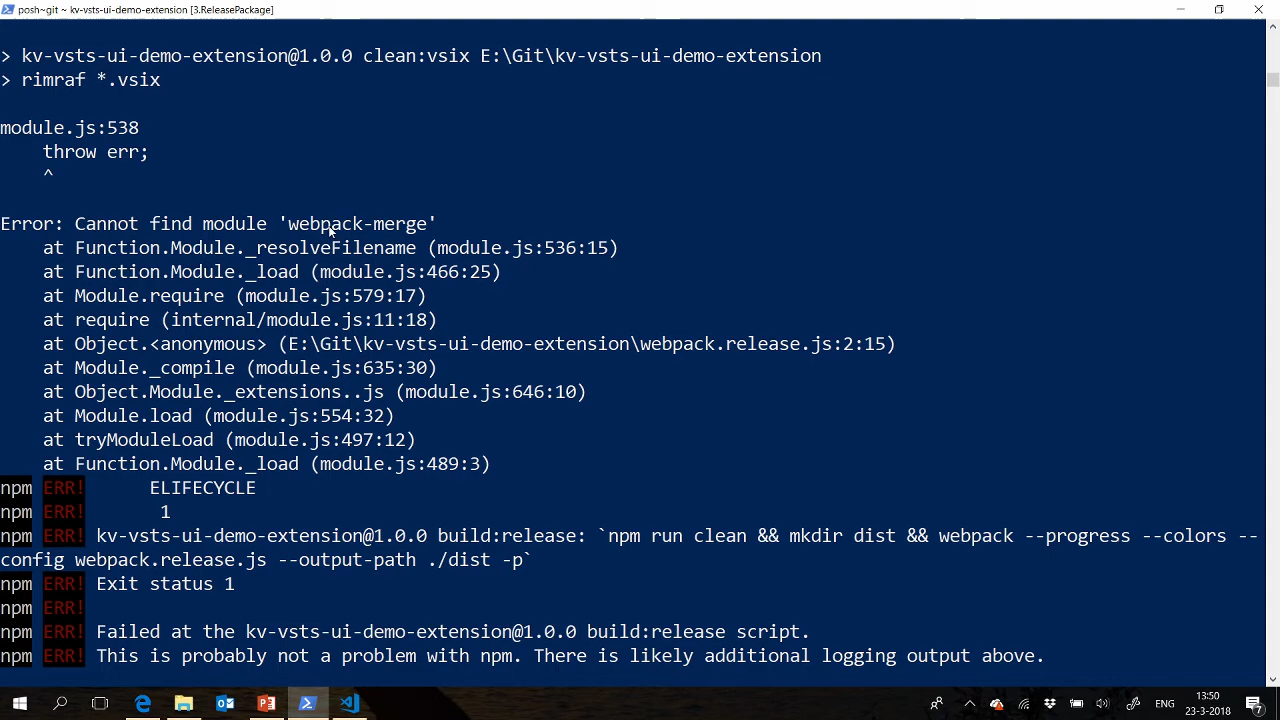 posh~git ~ kv-vsts-ui-demo-extension [3.ReleasePackage]
> kv-vsts-ui-demo-extension@1.0.0 clean:vsix E:\Git\kv-vsts-ui-demo-extension
> rimraf *.vsix
module.js:538
    throw err;
    ^
Error: Cannot find module 'webpack-merge'
    at Function.Module._resolveFilename (module.js:536:15)
    at Function.Module._load (module.js:466:25)
    at Module.require (module.js:579:17)
    at require (internal/module.js:11:18)
    at Object.<anonymous> (E:\Git\kv-vsts-ui-demo-extension\webpack.release.js:2:15)
    at Module._compile (module.js:635:30)
    at Object.Module._extensions..js (module.js:646:10)
    at Module.load (module.js:554:32)
    at tryModuleLoad (module.js:497:12)
    at Function.Module._load (module.js:489:3)
npm ERR!      ELIFECYCLE
npm ERR!       1
npm ERR! kv-vsts-ui-demo-extension@1.0.0 build:release: `npm run clean && mkdir dist && webpack --progress --colors --
config webpack.release.js --output-path ./dist -p`
npm ERR! Exit status 1
npm ERR!
npm ERR! Failed at the kv-vsts-ui-demo-extension@1.0.0 build:release script.
npm ERR! This is probably not a problem with npm. There is likely additional logging output above.
ENG
13:50
23-3-2018
7